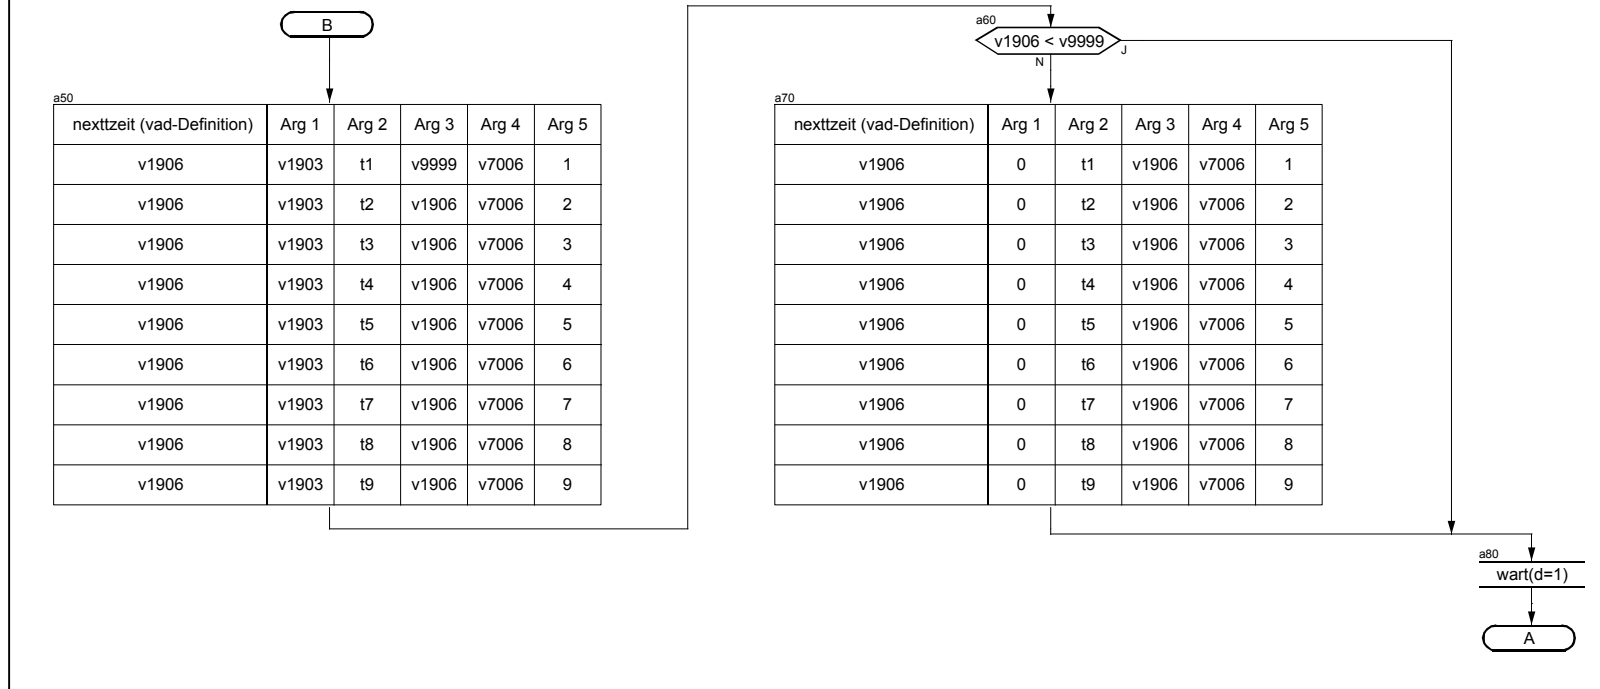 B
a50
nexttzeit (vad-Definition) Arg 1 Arg 2 Arg 3 Arg 4 Arg 5
v1906 v1903 t1 v9999 v7006 1
v1906 v1903 t2 v1906 v7006 2
v1906 v1903 t3 v1906 v7006 3
v1906 v1903 t4 v1906 v7006 4
v1906 v1903 t5 v1906 v7006 5
v1906 v1903 t6 v1906 v7006 6
v1906 v1903 t7 v1906 v7006 7
v1906 v1903 t8 v1906 v7006 8
v1906 v1903 t9 v1906 v7006 9
a60
v1906 < v9999
J
N
a70
nexttzeit (vad-Definition) Arg 1 Arg 2 Arg 3 Arg 4 Arg 5
v1906 0 t1 v1906 v7006 1
v1906 0 t2 v1906 v7006 2
v1906 0 t3 v1906 v7006 3
v1906 0 t4 v1906 v7006 4
v1906 0 t5 v1906 v7006 5
v1906 0 t6 v1906 v7006 6
v1906 0 t7 v1906 v7006 7
v1906 0 t8 v1906 v7006 8
v1906 0 t9 v1906 v7006 9
a80
wart(d=1)
A